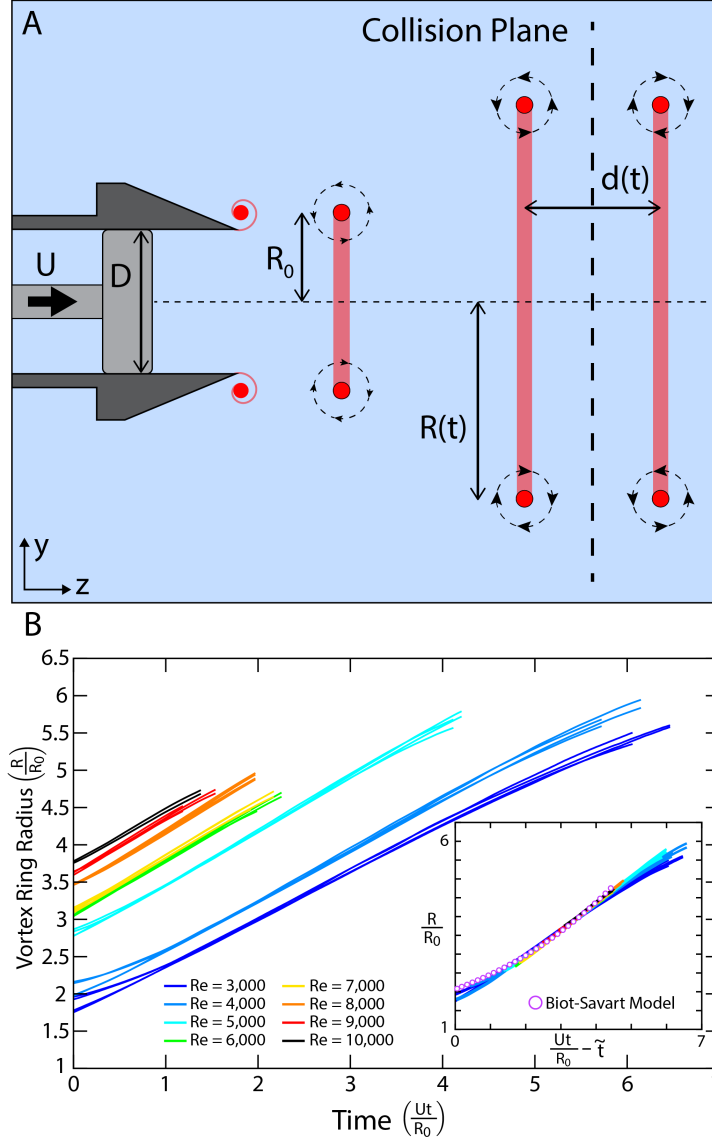 A
Collision Plane
d(t)
U
D
R₀
R(t)
y
z
B
Vortex Ring Radius (R/R₀)
6.5
6
5.5
5
4.5
4
3.5
3
2.5
2
1.5
1
0 1 2 3 4 5 6
Time (Ut/R₀)
Re = 3,000
Re = 4,000
Re = 5,000
Re = 6,000
Re = 7,000
Re = 8,000
Re = 9,000
Re = 10,000
6
R/R₀
1
Biot-Savart Model
0 7
Ut/R₀ − t̃